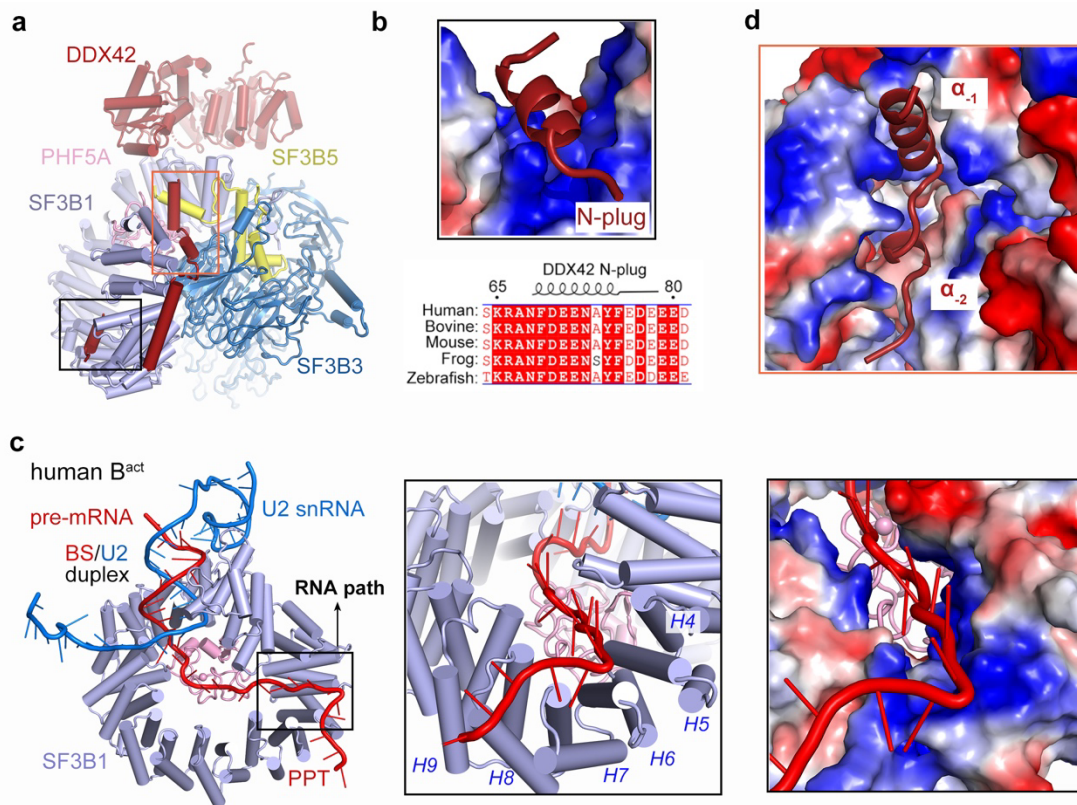 a
DDX42
PHF5A
SF3B5
SF3B1
SF3B3
b
N-plug
DDX42 N-plug
65 80
Human: SKRANFDEENAYFEDEEED
Bovine: SKRANFDEENAYFEDEEED
Mouse: SKRANFDEENAYFEDEEED
Frog: SKRANFDEENSYFDDEEED
Zebrafish: TKRANFDEENAYFEDDEEE
d
α-1
α-2
c
human Bact
pre-mRNA
U2 snRNA
BS/U2
duplex
RNA path
SF3B1
PPT
H4
H5
H6
H7
H8
H9